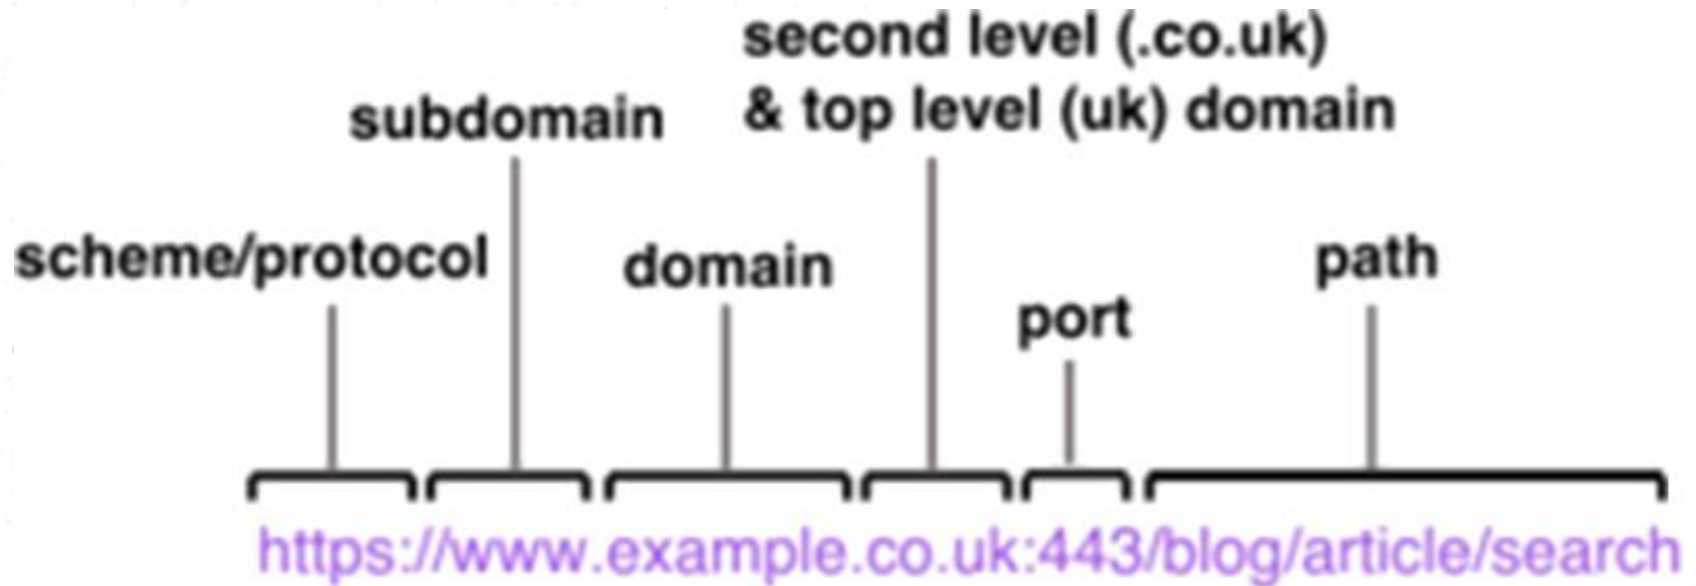 second level (.co.uk)
& top level (uk) domain
subdomain
scheme/protocol
domain
path
port
https://www.example.co.uk:443/blog/article/search